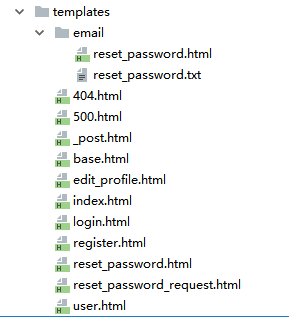 templates
email
reset_password.html
reset_password.txt
404.html
500.html
_post.html
base.html
edit_profile.html
index.html
login.html
register.html
reset_password.html
reset_password_request.html
user.html